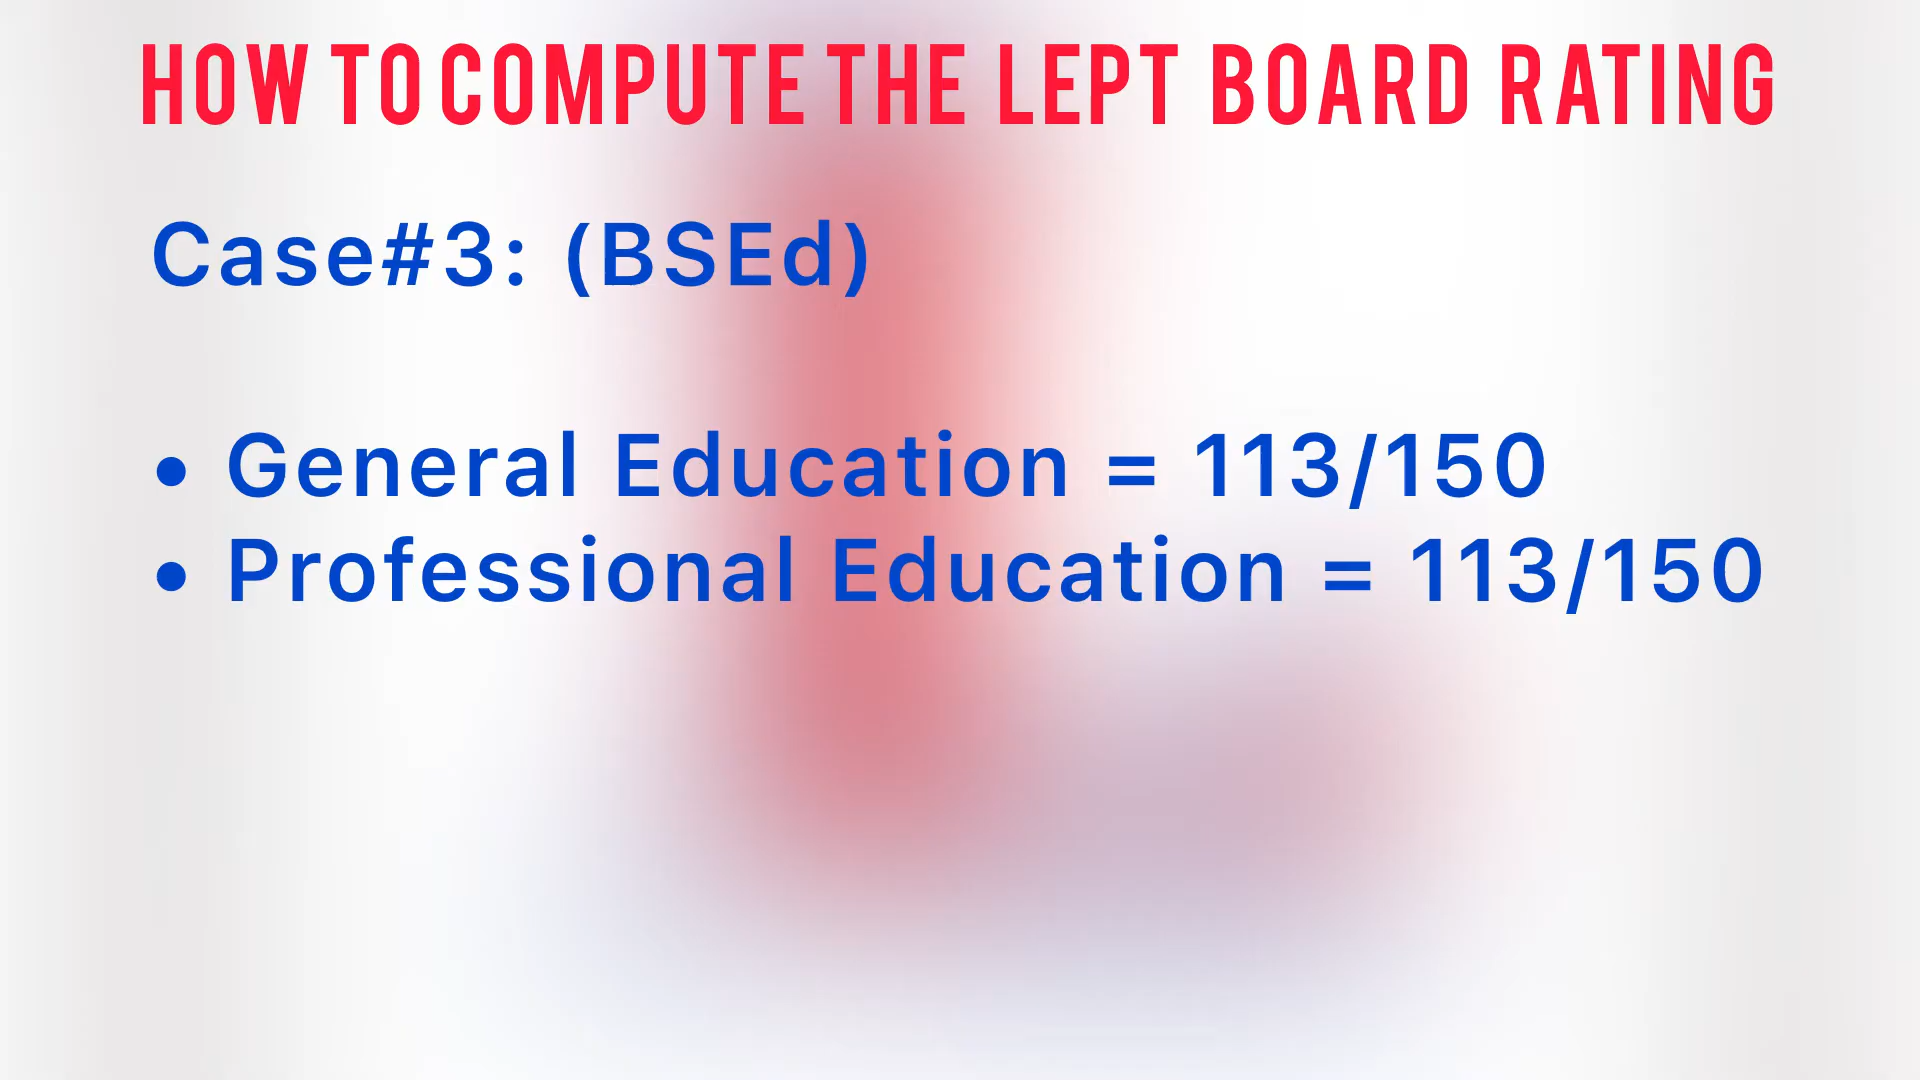 HOW TO COMPUTE THE LEPT BOARD RATING
Case#3: (BSEd)
• General Education = 113/150
• Professional Education = 113/150